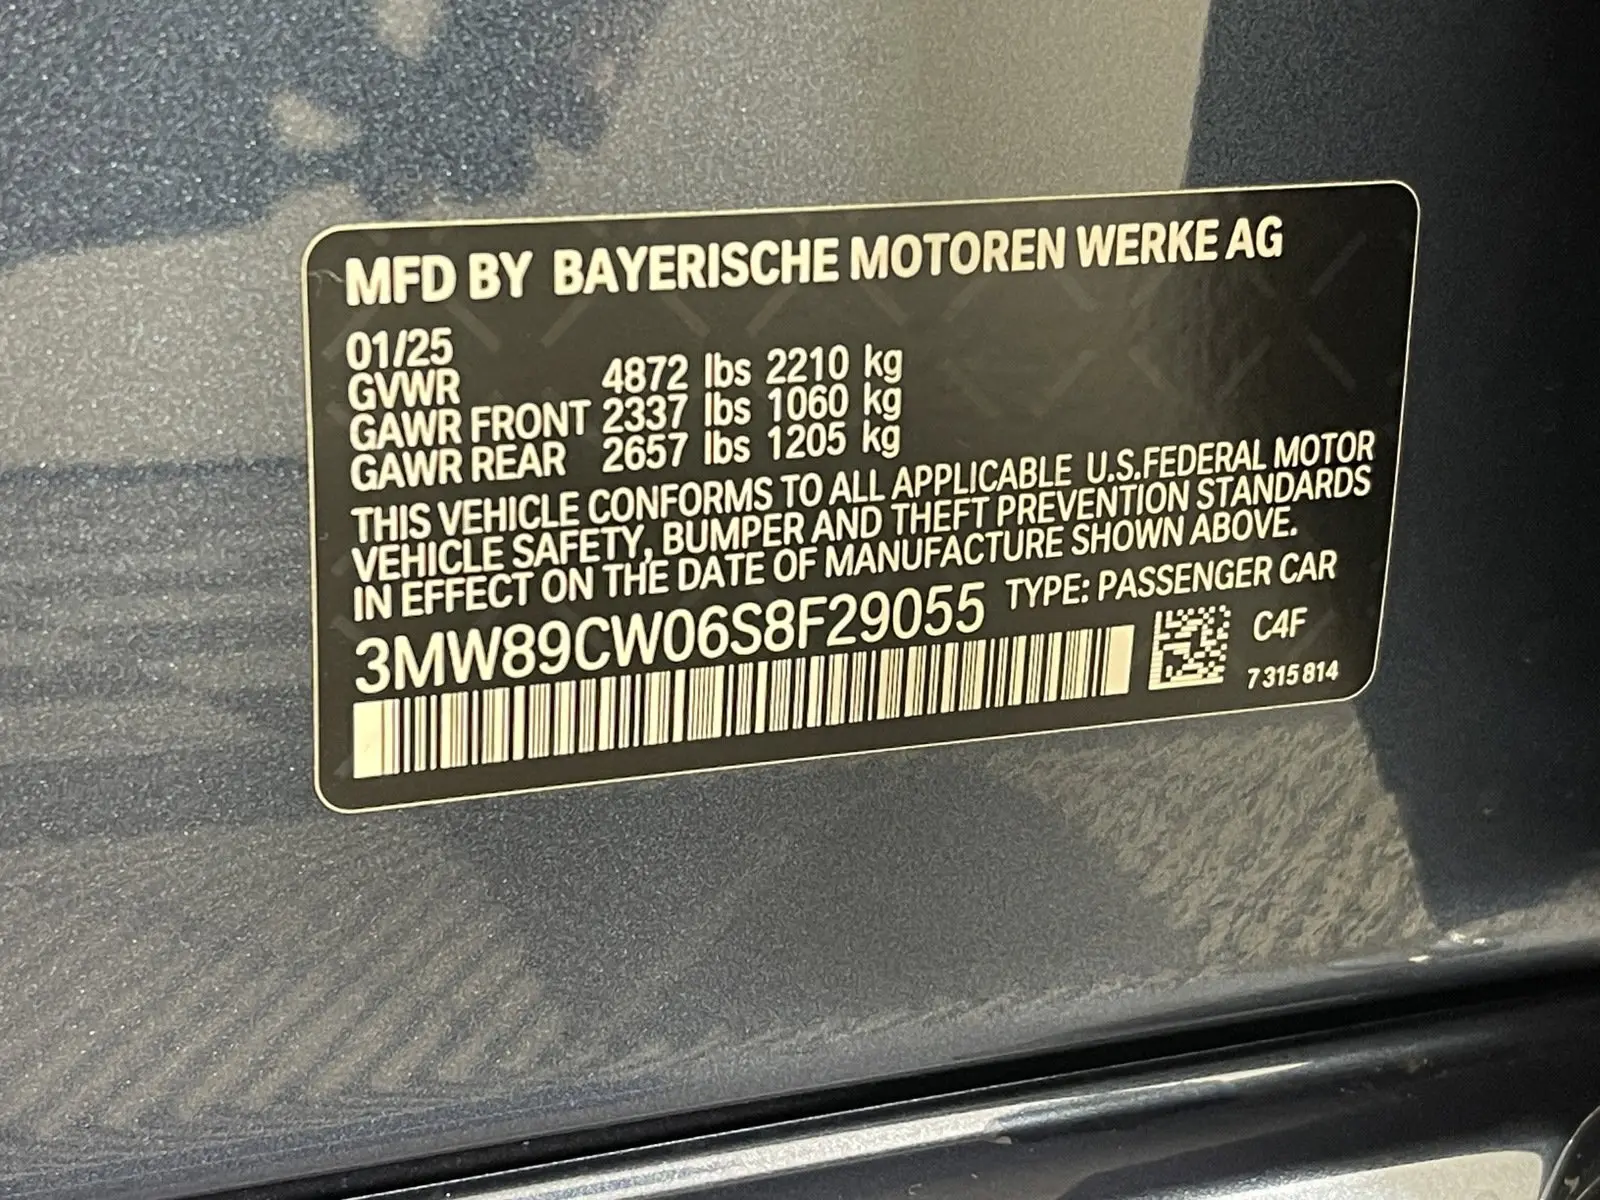 MFD BY BAYERISCHE MOTOREN WERKE AG
01/25
GVWR 4872 lbs 2210 kg
GAWR FRONT 2337 lbs 1060 kg
GAWR REAR 2657 lbs 1205 kg
THIS VEHICLE CONFORMS TO ALL APPLICABLE U.S.FEDERAL MOTOR
VEHICLE SAFETY, BUMPER AND THEFT PREVENTION STANDARDS
IN EFFECT ON THE DATE OF MANUFACTURE SHOWN ABOVE.
3MW89CW06S8F29055 TYPE: PASSENGER CAR
C4F
7 315 814